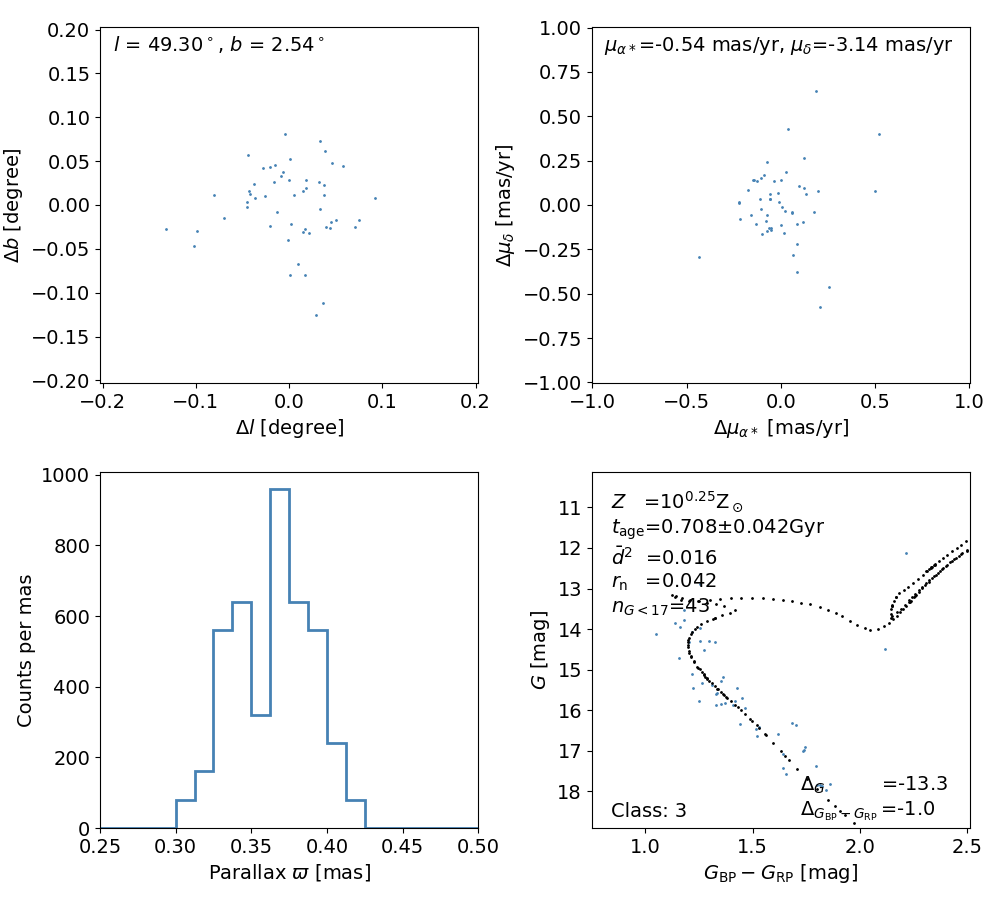 l = 49.30°, b = 2.54°
0.20
0.15
0.10
0.05
0.00
−0.05
−0.10
−0.15
−0.20
Δb [degree]
−0.2 −0.1 0.0 0.1 0.2
Δl [degree]
μα*=-0.54 mas/yr, μδ=-3.14 mas/yr
1.00
0.75
0.50
0.25
0.00
−0.25
−0.50
−0.75
−1.00
Δμδ [mas/yr]
−1.0 −0.5 0.0 0.5 1.0
Δμα* [mas/yr]
1000
800
600
400
200
0
Counts per mas
0.25 0.30 0.35 0.40 0.45 0.50
Parallax ϖ [mas]
Z =10^0.25 Z⊙
t_age=0.708±0.042Gyr
d̄² =0.016
r_n =0.042
n_G<17=43
11
12
13
14
15
16
17
18
G [mag]
Δ_G =-13.3
Δ_GBP−GRP =-1.0
Class: 3
1.0 1.5 2.0 2.5
G_BP − G_RP [mag]